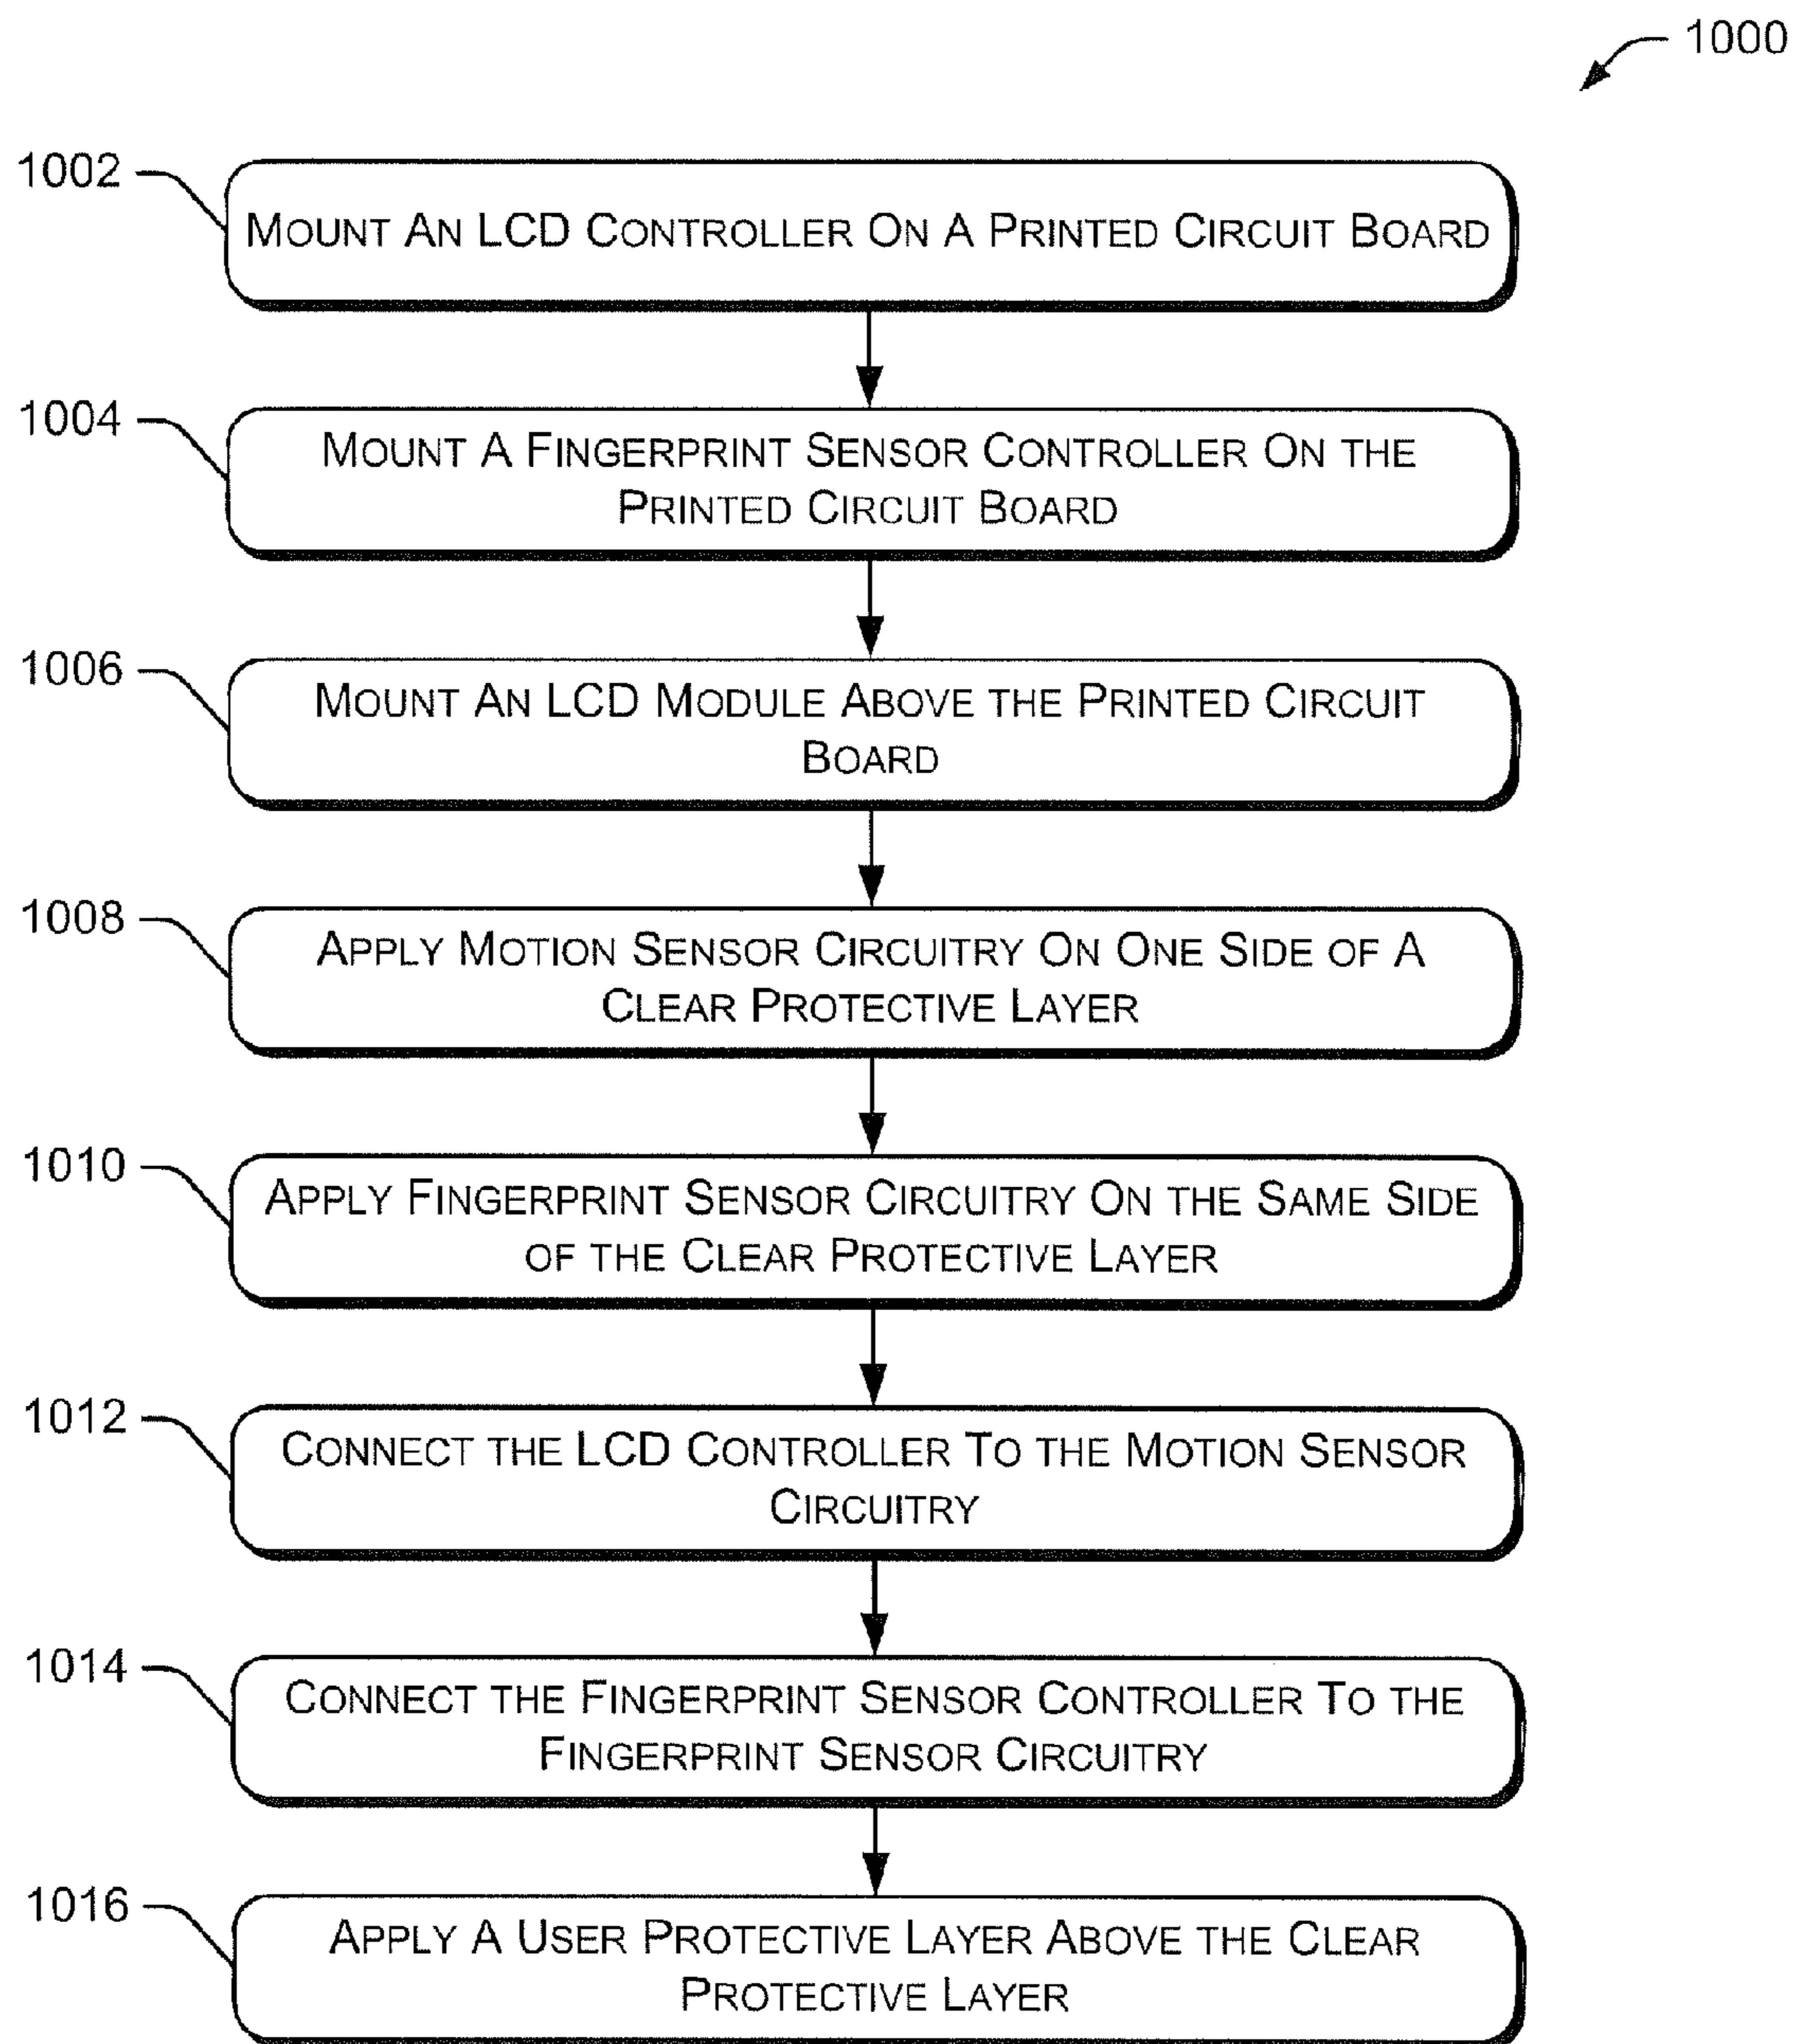 1000
1002
MOUNT AN LCD CONTROLLER ON A PRINTED CIRCUIT BOARD
1004
MOUNT A FINGERPRINT SENSOR CONTROLLER ON THE
PRINTED CIRCUIT BOARD
1006
MOUNT AN LCD MODULE ABOVE THE PRINTED CIRCUIT
BOARD
1008
APPLY MOTION SENSOR CIRCUITRY ON ONE SIDE OF A
CLEAR PROTECTIVE LAYER
1010
APPLY FINGERPRINT SENSOR CIRCUITRY ON THE SAME SIDE
OF THE CLEAR PROTECTIVE LAYER
1012
CONNECT THE LCD CONTROLLER TO THE MOTION SENSOR
CIRCUITRY
1014
CONNECT THE FINGERPRINT SENSOR CONTROLLER TO THE
FINGERPRINT SENSOR CIRCUITRY
1016
APPLY A USER PROTECTIVE LAYER ABOVE THE CLEAR
PROTECTIVE LAYER